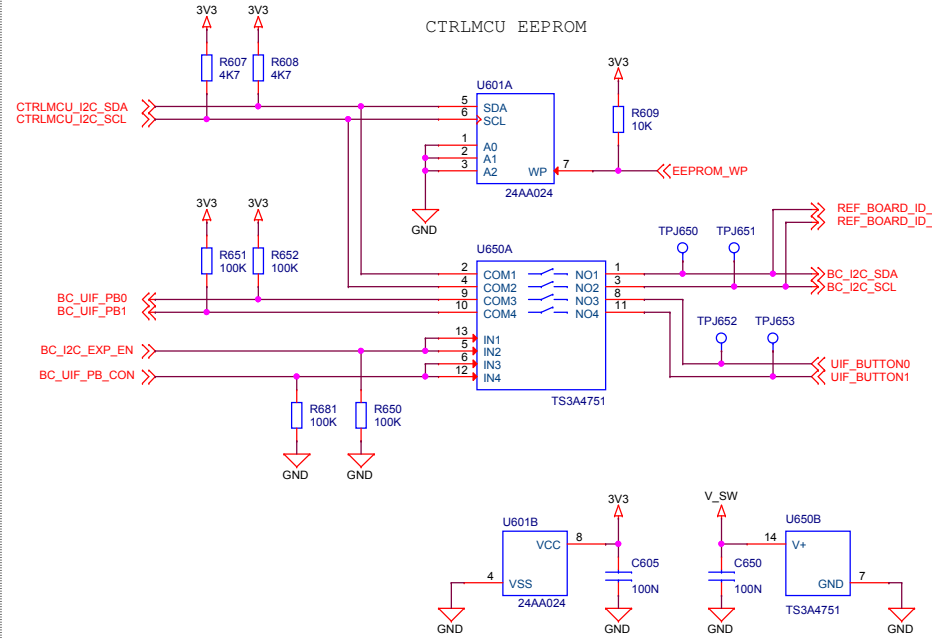 CTRLMCU EEPROM
3V3 3V3
R607 R608
4K7 4K7
U601A
3V3
CTRLMCU_I2C_SDA
CTRLMCU_I2C_SCL
5 SDA
6 SCL
R609
10K
1 A0
2 A1
3 A2
WP 7
EEPROM_WP
24AA024
GND
3V3 3V3
R651 R652
100K 100K
U650A
TPJ650 TPJ651
REF_BOARD_ID_
REF_BOARD_ID_
2 COM1 NO1 1
4 COM2 NO2 3
9 COM3 NO3 8
10 COM4 NO4 11
BC_I2C_SDA
BC_I2C_SCL
BC_UIF_PB0
BC_UIF_PB1
TPJ652 TPJ653
13 IN1
5 IN2
6 IN3
12 IN4
BC_I2C_EXP_EN
BC_UIF_PB_CON
UIF_BUTTON0
UIF_BUTTON1
TS3A4751
R681 R650
100K 100K
GND GND
3V3
V_SW
U601B
U650B
VCC 8
14 V+
C605
100N
C650
100N
4 VSS
GND 7
24AA024
TS3A4751
GND GND GND GND